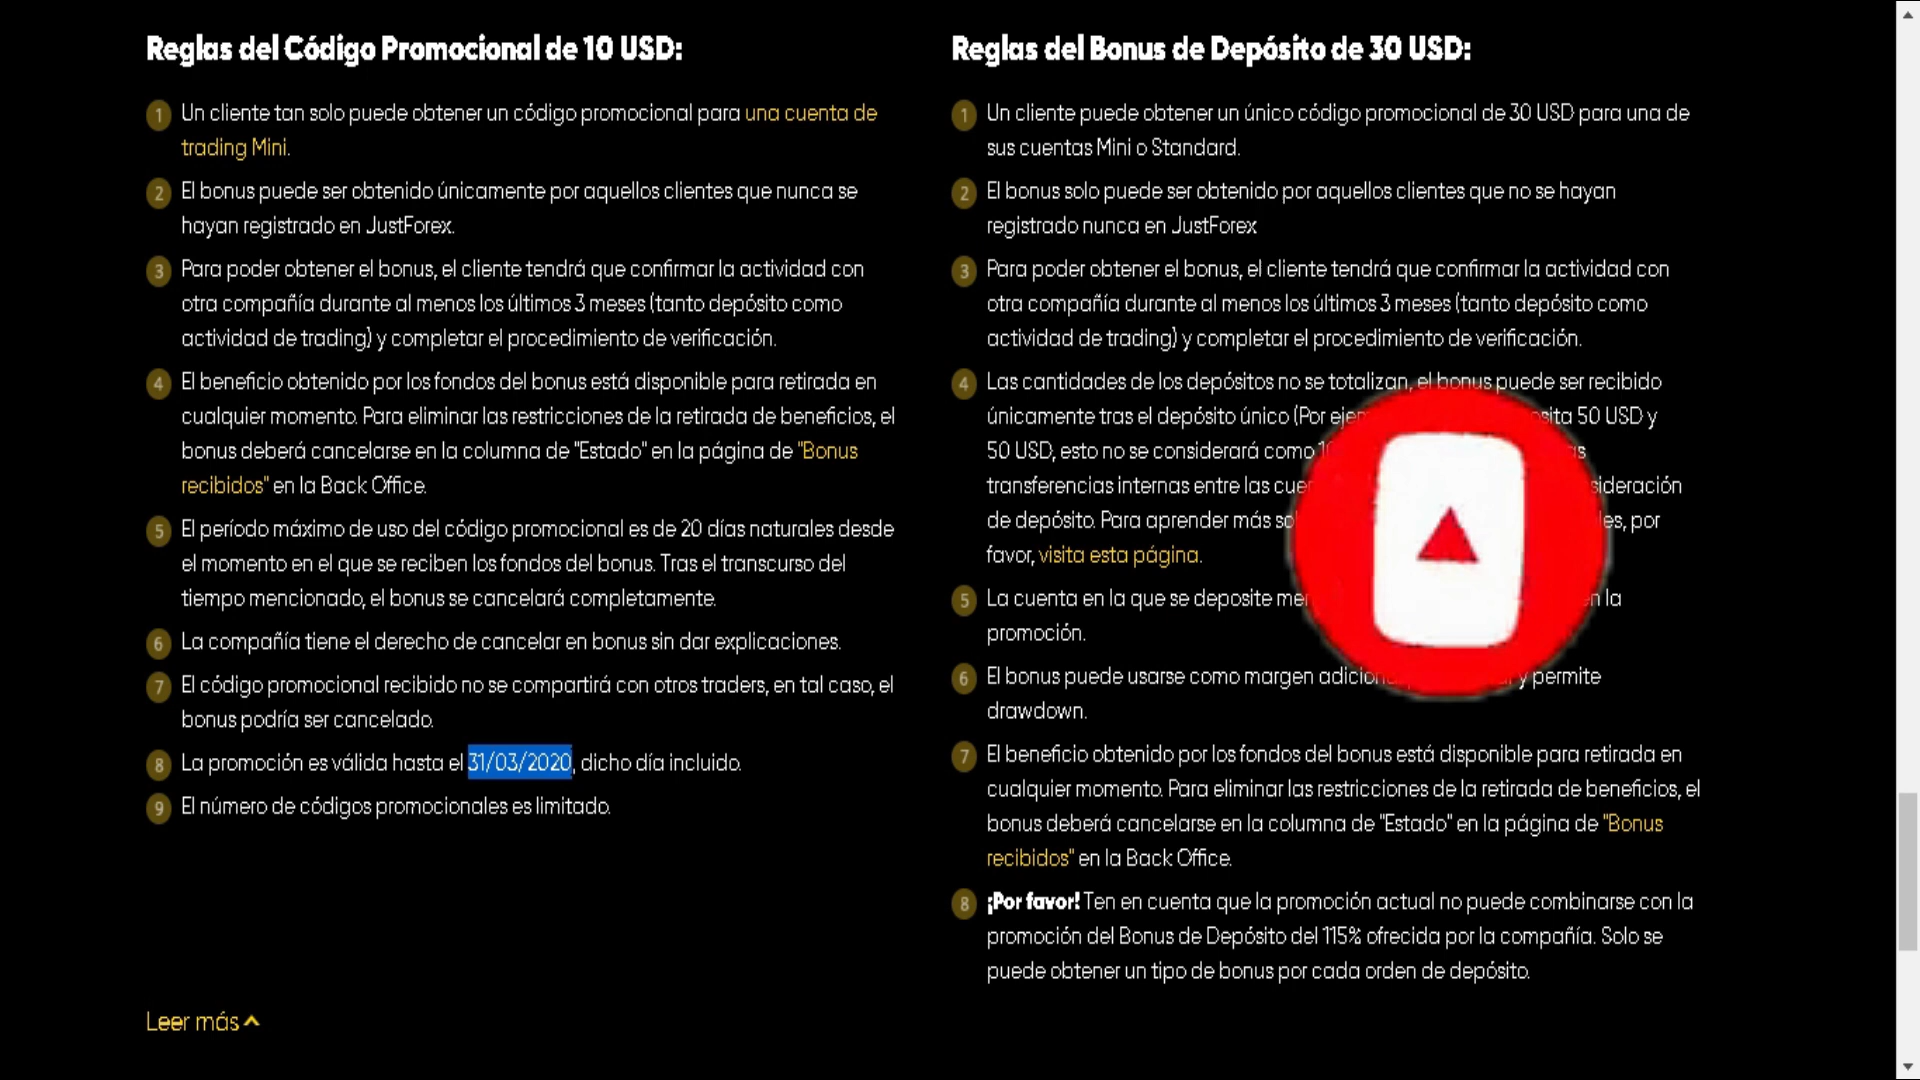 Reglas del Código Promocional de 10 USD:
1 Un cliente tan solo puede obtener un código promocional para una cuenta de
trading Mini.
2 El bonus puede ser obtenido únicamente por aquellos clientes que nunca se
hayan registrado en JustForex.
3 Para poder obtener el bonus, el cliente tendrá que confirmar la actividad con
otra compañía durante al menos los últimos 3 meses (tanto depósito como
actividad de trading) y completar el procedimiento de verificación.
4 El beneficio obtenido por los fondos del bonus está disponible para retirada en
cualquier momento. Para eliminar las restricciones de la retirada de beneficios, el
bonus deberá cancelarse en la columna de "Estado" en la página de "Bonus
recibidos" en la Back Office.
5 El período máximo de uso del código promocional es de 20 días naturales desde
el momento en el que se reciben los fondos del bonus. Tras el transcurso del
tiempo mencionado, el bonus se cancelará completamente.
6 La compañía tiene el derecho de cancelar en bonus sin dar explicaciones.
7 El código promocional recibido no se compartirá con otros traders, en tal caso, el
bonus podría ser cancelado.
8 La promoción es válida hasta el 31/03/2020, dicho día incluido.
9 El número de códigos promocionales es limitado.
Leer más
Reglas del Bonus de Depósito de 30 USD:
1 Un cliente puede obtener un único código promocional de 30 USD para una de
sus cuentas Mini o Standard.
2 El bonus solo puede ser obtenido por aquellos clientes que no se hayan
registrado nunca en JustForex
3 Para poder obtener el bonus, el cliente tendrá que confirmar la actividad con
otra compañía durante al menos los últimos 3 meses (tanto depósito como
actividad de trading) y completar el procedimiento de verificación.
4 Las cantidades de los depósitos no se totalizan, el bonus puede ser recibido
únicamente tras el depósito único (Por 50 USD y
50 USD, esto no se considerará como
transferencias internas entre las
de depósito. Para aprender más por
favor, visita esta página.
5 La cuenta en la que se deposite la
promoción.
6 El bonus puede usarse como margen y permite
drawdown.
7 El beneficio obtenido por los fondos del bonus está disponible para retirada en
cualquier momento. Para eliminar las restricciones de la retirada de beneficios, el
bonus deberá cancelarse en la columna de "Estado" en la página de "Bonus
recibidos" en la Back Office.
8 ¡Por favor! Ten en cuenta que la promoción actual no puede combinarse con la
promoción del Bonus de Depósito del 115% ofrecida por la compañía. Solo se
puede obtener un tipo de bonus por cada orden de depósito.